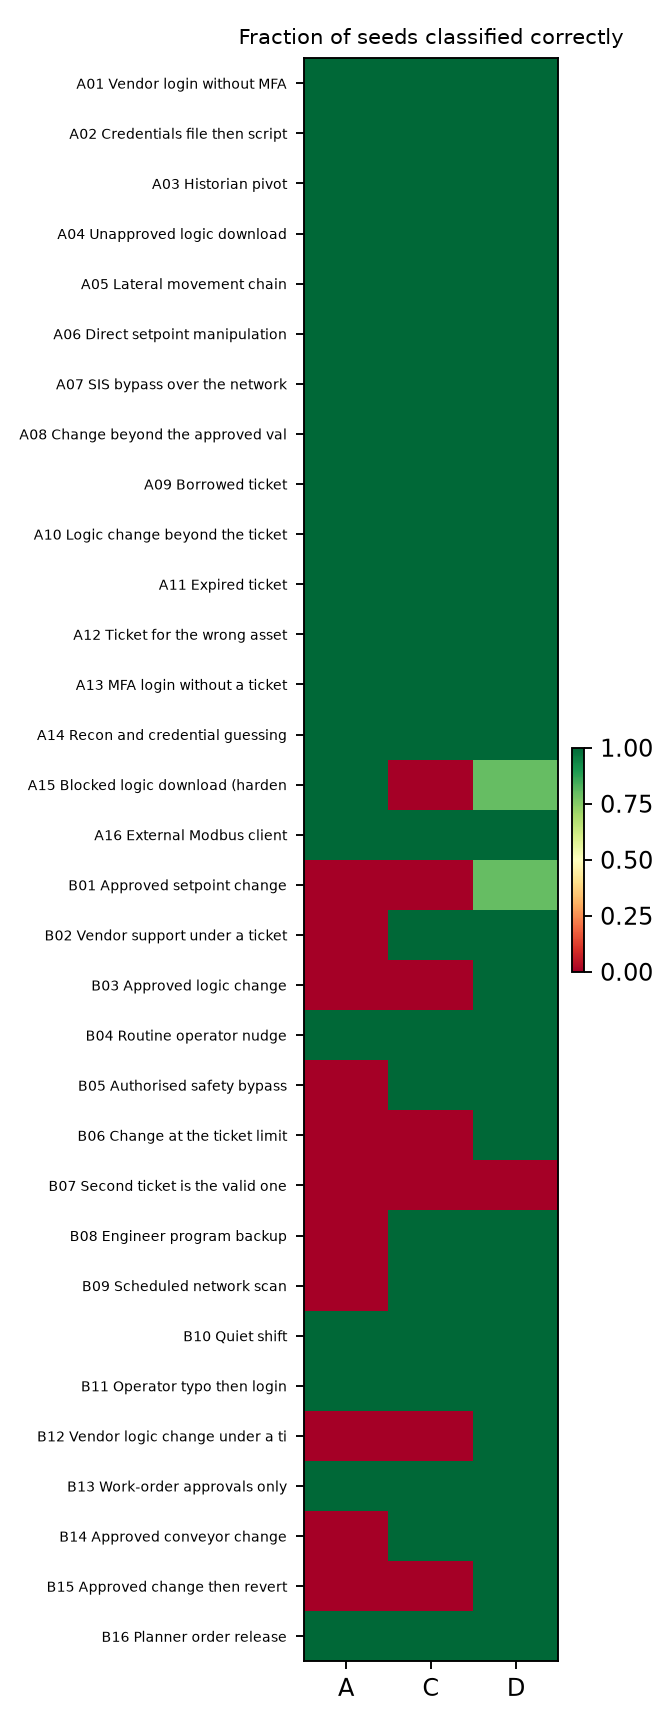 Fraction of seeds classified correctly
A01 Vendor login without MFA
A02 Credentials file then script
A03 Historian pivot
A04 Unapproved logic download
A05 Lateral movement chain
A06 Direct setpoint manipulation
A07 SIS bypass over the network
A08 Change beyond the approved val
A09 Borrowed ticket
A10 Logic change beyond the ticket
A11 Expired ticket
A12 Ticket for the wrong asset
A13 MFA login without a ticket
A14 Recon and credential guessing
A15 Blocked logic download (harden
A16 External Modbus client
B01 Approved setpoint change
B02 Vendor support under a ticket
B03 Approved logic change
B04 Routine operator nudge
B05 Authorised safety bypass
B06 Change at the ticket limit
B07 Second ticket is the valid one
B08 Engineer program backup
B09 Scheduled network scan
B10 Quiet shift
B11 Operator typo then login
B12 Vendor logic change under a ti
B13 Work-order approvals only
B14 Approved conveyor change
B15 Approved change then revert
B16 Planner order release
A C D
1.00
0.75
0.50
0.25
0.00